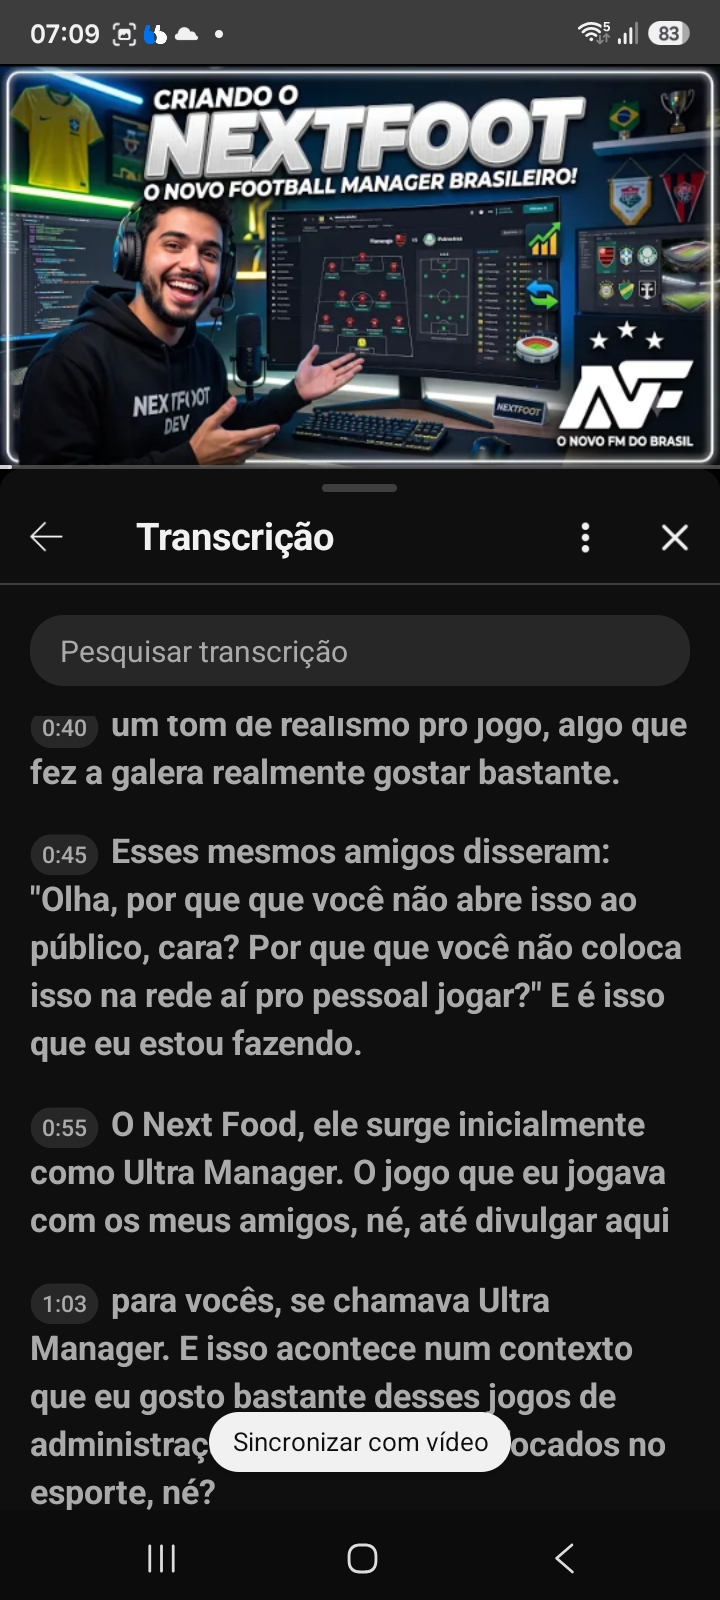 07:09
5
83
CRIANDO O
NEXTFOOT
O NOVO FOOTBALL MANAGER BRASILEIRO!
Flamengo VS Palmeiras
NEXTFOOT
DEV
NEXTFOOT
NF
O NOVO FM DO BRASIL
Transcrição
Pesquisar transcrição
0:40 um tom de realismo pro jogo, algo que
fez a galera realmente gostar bastante.
0:45 Esses mesmos amigos disseram:
"Olha, por que que você não abre isso ao
público, cara? Por que que você não coloca
isso na rede aí pro pessoal jogar?" E é isso
que eu estou fazendo.
0:55 O Next Food, ele surge inicialmente
como Ultra Manager. O jogo que eu jogava
com os meus amigos, né, até divulgar aqui
1:03 para vocês, se chamava Ultra
Manager. E isso acontece num contexto
que eu gosto bastante desses jogos de
administraç Sincronizar com vídeo ocados no
esporte, né?